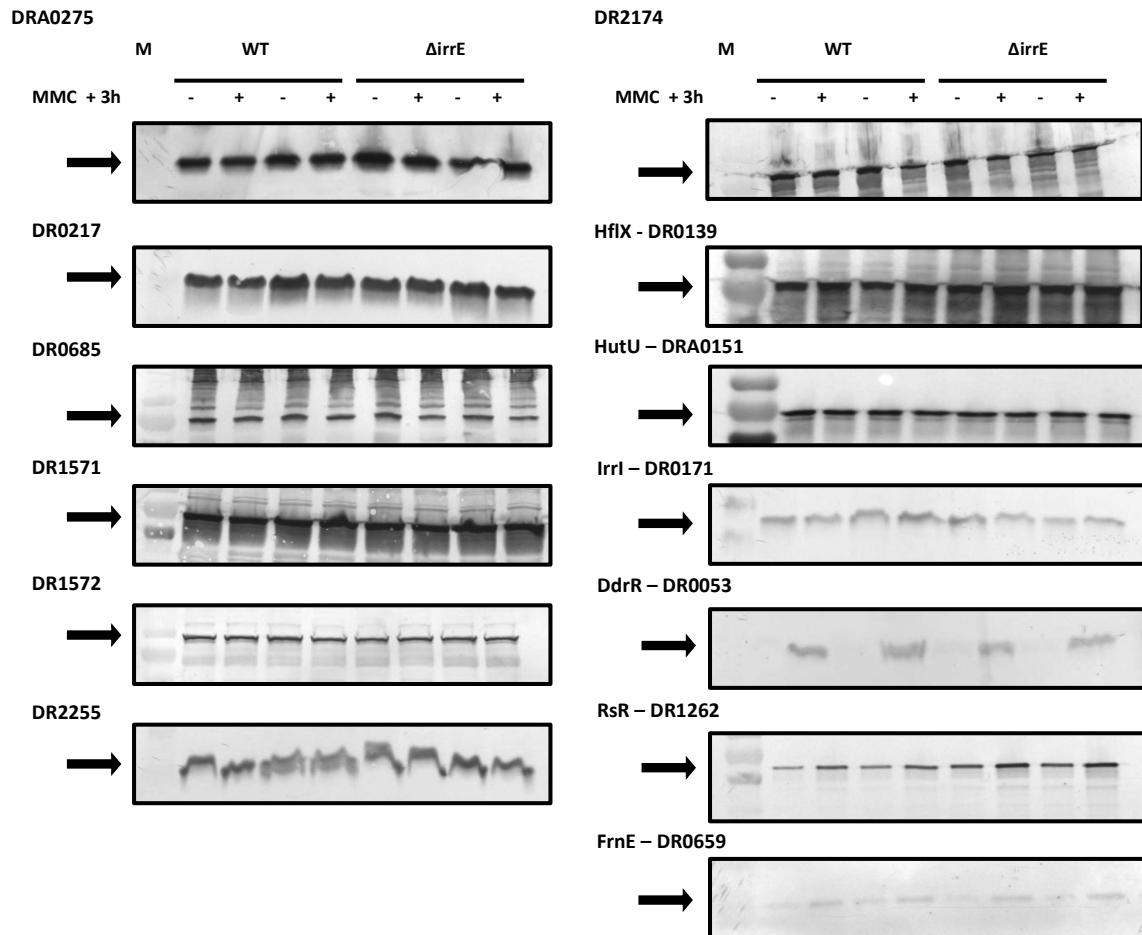 DRA0275
M WT ΔirrE
MMC + 3h - + - + - + - +
DR0217
DR0685
DR1571
DR1572
DR2255
DR2174
M WT ΔirrE
MMC + 3h - + - + - + - +
HflX - DR0139
HutU – DRA0151
IrrI – DR0171
DdrR – DR0053
RsR – DR1262
FrnE – DR0659